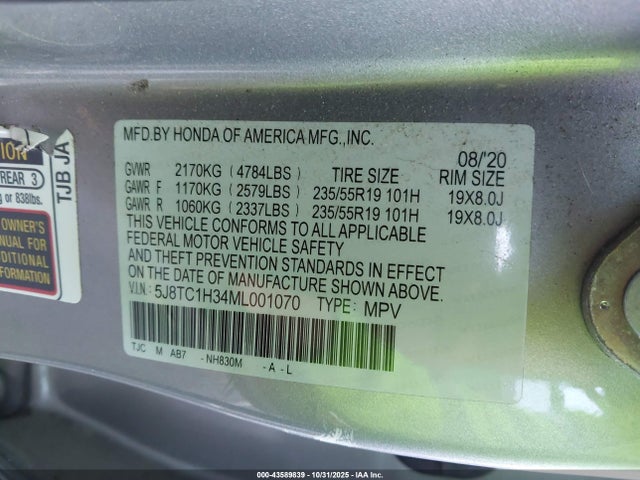 MFD.BY HONDA OF AMERICA MFG.,INC.
08/'20
GVWR 2170KG (4784LBS) TIRE SIZE RIM SIZE
GAWR F 1170KG (2579LBS) 235/55R19 101H 19X8.0J
GAWR R 1060KG (2337LBS) 235/55R19 101H 19X8.0J
THIS VEHICLE CONFORMS TO ALL APPLICABLE
FEDERAL MOTOR VEHICLE SAFETY
AND THEFT PREVENTION STANDARDS IN EFFECT
ON THE DATE OF MANUFACTURE SHOWN ABOVE.
V.I.N: 5J8TC1H34ML001070 TYPE: MPV
TJC M AB7 -NH830M -A-L
TJB JA
REAR 3
or 838lbs.
OWNER'S
FORMATION
000-43589839 - 10/31/2025 - IAA Inc.